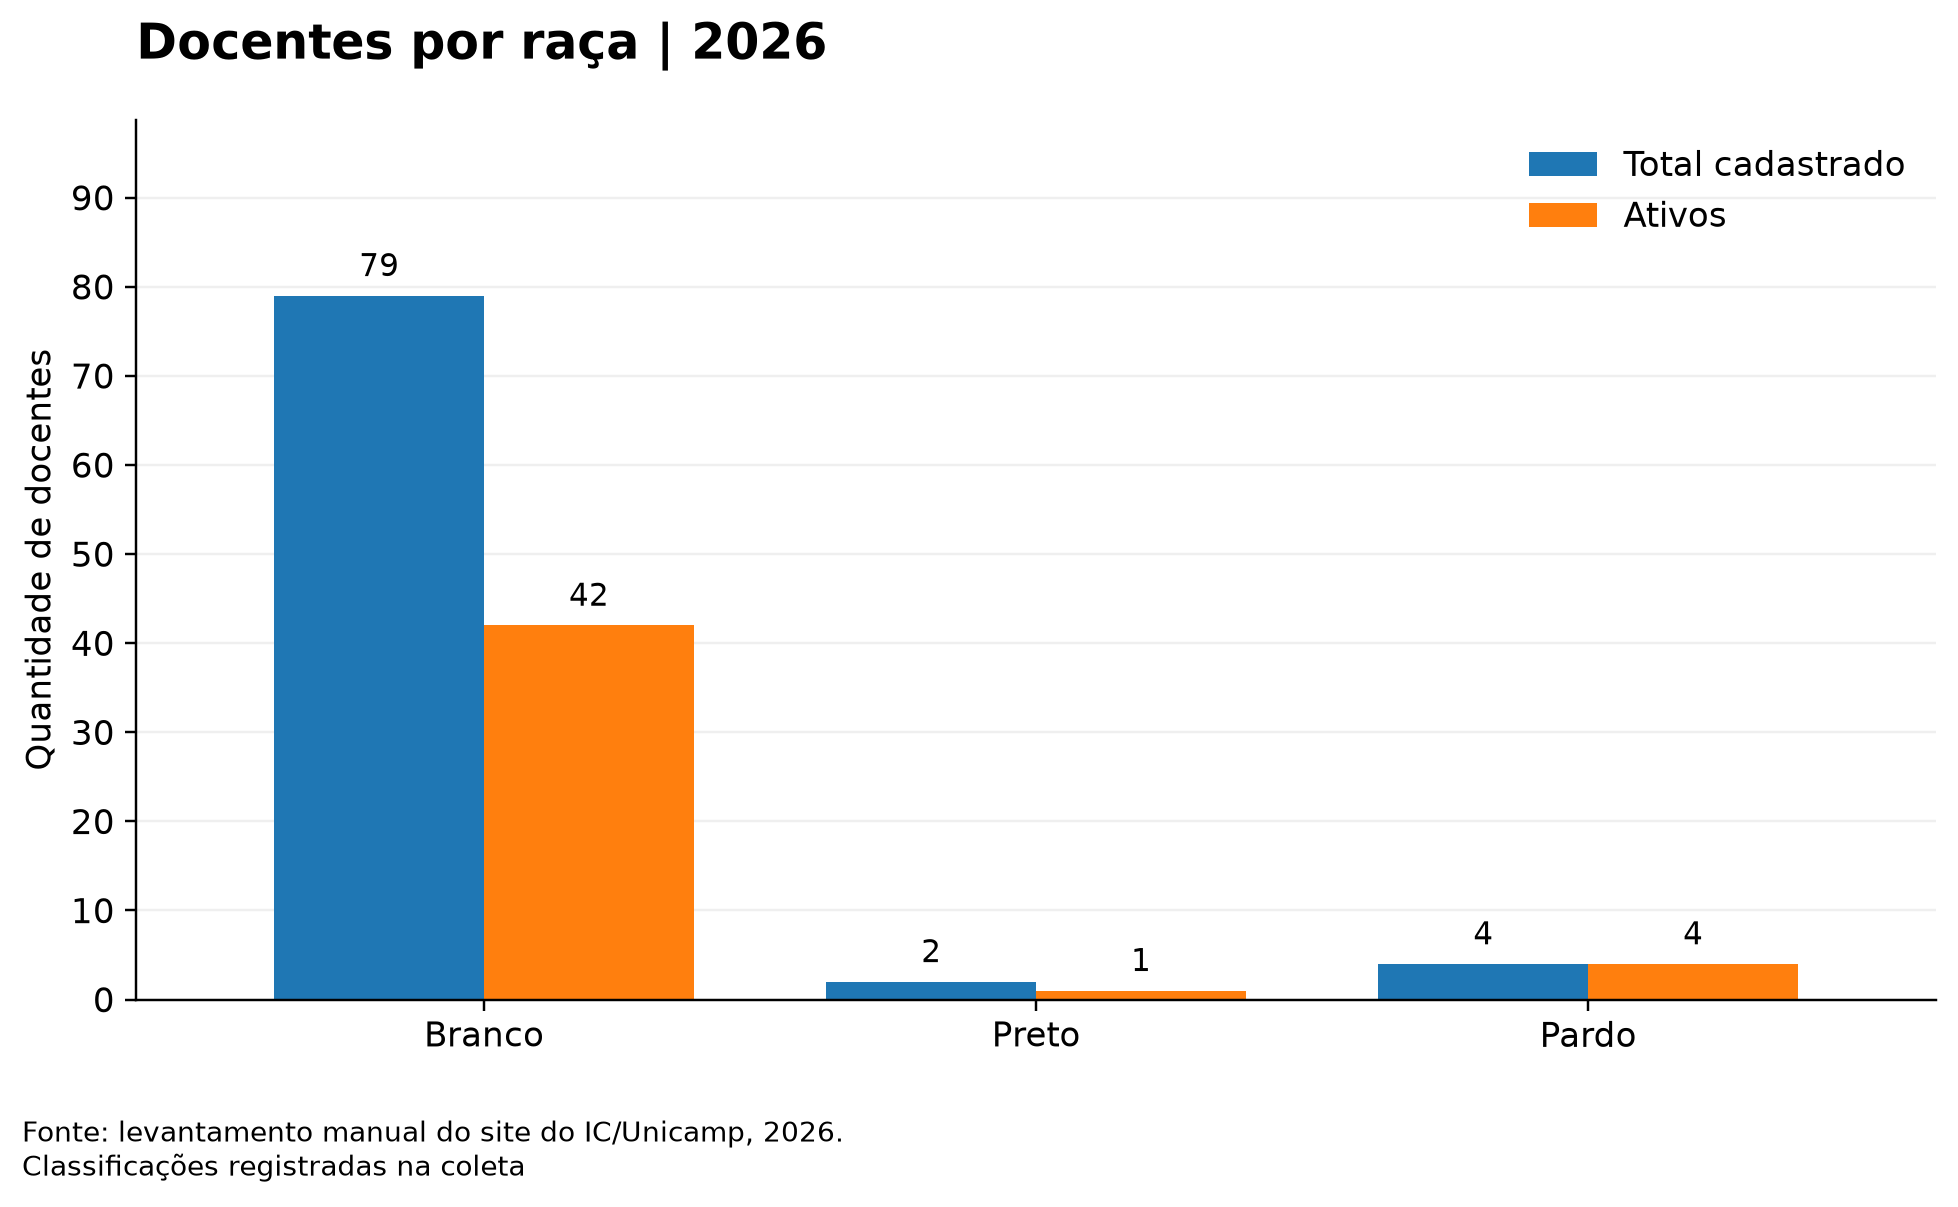 Docentes por raça | 2026
Total cadastrado
Ativos
Quantidade de docentes
90
80
70
60
50
40
30
20
10
0
79
42
2
1
4
4
Branco
Preto
Pardo
Fonte: levantamento manual do site do IC/Unicamp, 2026.
Classificações registradas na coleta